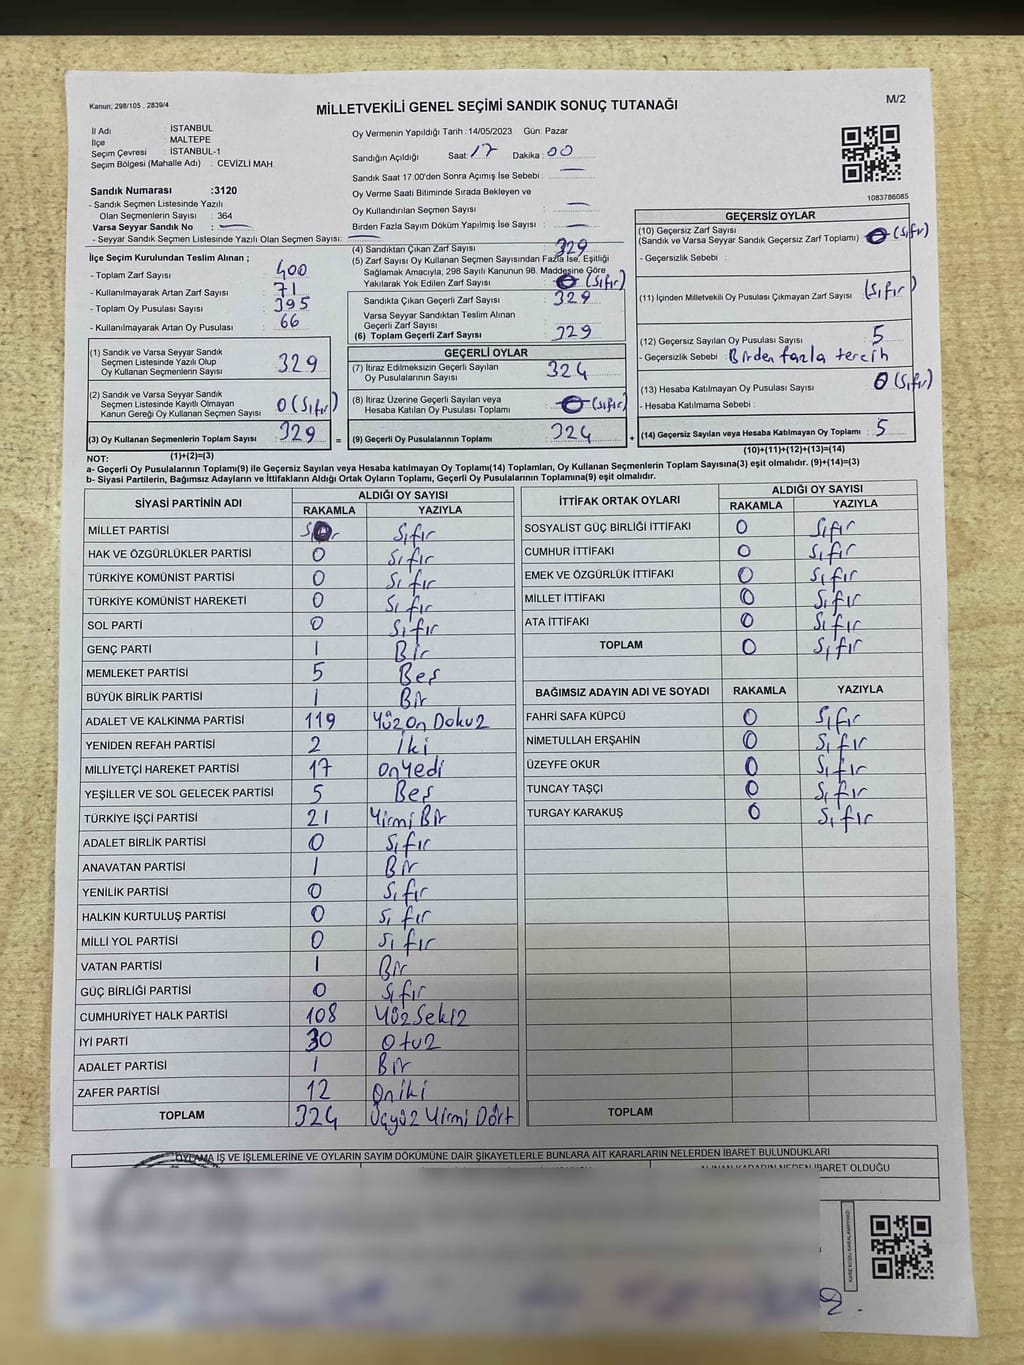 Kanun; 298/105 , 2839/4
MİLLETVEKİLİ GENEL SEÇİMİ SANDIK SONUÇ TUTANAĞI
M/2
İl Adı : İSTANBUL
İlçe : MALTEPE
Seçim Çevresi : İSTANBUL-1
Seçim Bölgesi (Mahalle Adı) : CEVİZLİ MAH.
Sandık Numarası :3120
- Sandık Seçmen Listesinde Yazılı
Olan Seçmenlerin Sayısı : 364
Varsa Seyyar Sandık No :
- Seyyar Sandık Seçmen Listesinde Yazılı Olan Seçmen Sayısı:
Oy Vermenin Yapıldığı Tarih :14/05/2023 Gün: Pazar
Sandığın Açıldığı Saat: 17 Dakika : 00
Sandık Saat 17:00'den Sonra Açımış İse Sebebi :
Oy Verme Saati Bitiminde Sırada Bekleyen ve
Oy Kullandırılan Seçmen Sayısı :
Birden Fazla Sayım Döküm Yapılmış İse Sayısı :
1083786085
İlçe Seçim Kurulundan Teslim Alınan ;
- Toplam Zarf Sayısı : 400
- Kullanılmayarak Artan Zarf Sayısı : 71
- Toplam Oy Pusulası Sayısı : 395
- Kullanılmayarak Artan Oy Pusulası : 66
(4) Sandıktan Çıkan Zarf Sayısı : 329
(5) Zarf Sayısı Oy Kullanan Seçmen Sayısından Fazla İse, Eşitliği
Sağlamak Amacıyla; 298 Sayılı Kanunun 98. Maddesine Göre
Yakılarak Yok Edilen Zarf Sayısı : 0 (Sıfır)
Sandıkta Çıkan Geçerli Zarf Sayısı : 329
Varsa Seyyar Sandıktan Teslim Alınan
Geçerli Zarf Sayısı :
(6) Toplam Geçerli Zarf Sayısı : 329
GEÇERSİZ OYLAR
(10) Geçersiz Zarf Sayısı
(Sandık ve Varsa Seyyar Sandık Geçersiz Zarf Toplamı) : 0 (Sıfır)
- Geçersizlik Sebebi :
(11) İçinden Milletvekili Oy Pusulası Çıkmayan Zarf Sayısı : (Sıfır)
(12) Geçersiz Sayılan Oy Pusulası Sayısı : 5
- Geçersizlik Sebebi : Birden fazla tercih
(13) Hesaba Katılmayan Oy Pusulası Sayısı : 0 (Sıfır)
- Hesaba Katılmama Sebebi :
(14) Geçersiz Sayılan veya Hesaba Katılmayan Oy Toplamı : 5
(10)+(11)+(12)+(13)=(14)
(1) Sandık ve Varsa Seyyar Sandık
Seçmen Listesinde Yazılı Olup
Oy Kullanan Seçmenlerin Sayısı : 329
(2) Sandık ve Varsa Seyyar Sandık
Seçmen Listesinde Kayıtlı Olmayan
Kanun Gereği Oy Kullanan Seçmen Sayısı : 0 (Sıfır)
(3) Oy Kullanan Seçmenlerin Toplam Sayısı : 329 =
(1)+(2)=(3)
GEÇERLİ OYLAR
(7) İtiraz Edilmeksizin Geçerli Sayılan
Oy Pusulalarının Sayısı : 324
(8) İtiraz Üzerine Geçerli Sayılan veya
Hesaba Katılan Oy Pusulası Toplamı : 0 (Sıfır)
(9) Geçerli Oy Pusulalarının Toplamı : 324 +
NOT:
a- Geçerli Oy Pusulalarının Toplamı(9) ile Geçersiz Sayılan veya Hesaba katılmayan Oy Toplamı(14) Toplamları, Oy Kullanan Seçmenlerin Toplam Sayısına(3) eşit olmalıdır. (9)+(14)=(3)
b- Siyasi Partilerin, Bağımsız Adayların ve İttifakların Aldığı Ortak Oyların Toplamı; Geçerli Oy Pusulalarının Toplamına(9) eşit olmalıdır.
SİYASİ PARTİNİN ADI ALDIĞI OY SAYISI
RAKAMLA YAZIYLA
MİLLET PARTİSİ 0 Sıfır
HAK VE ÖZGÜRLÜKLER PARTİSİ 0 Sıfır
TÜRKİYE KOMÜNİST PARTİSİ 0 Sıfır
TÜRKİYE KOMÜNİST HAREKETİ 0 Sıfır
SOL PARTİ 0 Sıfır
GENÇ PARTİ 1 Bir
MEMLEKET PARTİSİ 5 Beş
BÜYÜK BİRLİK PARTİSİ 1 Bir
ADALET VE KALKINMA PARTİSİ 119 Yüz On Dokuz
YENİDEN REFAH PARTİSİ 2 İki
MİLLİYETÇİ HAREKET PARTİSİ 17 Onyedi
YEŞİLLER VE SOL GELECEK PARTİSİ 5 Beş
TÜRKİYE İŞÇİ PARTİSİ 21 Yirmi Bir
ADALET BİRLİK PARTİSİ 0 Sıfır
ANAVATAN PARTİSİ 1 Bir
YENİLİK PARTİSİ 0 Sıfır
HALKIN KURTULUŞ PARTİSİ 0 Sıfır
MİLLİ YOL PARTİSİ 0 Sıfır
VATAN PARTİSİ 1 Bir
GÜÇ BİRLİĞİ PARTİSİ 0 Sıfır
CUMHURİYET HALK PARTİSİ 108 Yüz Sekiz
İYİ PARTİ 30 Otuz
ADALET PARTİSİ 1 Bir
ZAFER PARTİSİ 12 Oniki
TOPLAM 324 Üçyüz Yirmi Dört
İTTİFAK ORTAK OYLARI ALDIĞI OY SAYISI
RAKAMLA YAZIYLA
SOSYALİST GÜÇ BİRLİĞİ İTTİFAKI 0 Sıfır
CUMHUR İTTİFAKI 0 Sıfır
EMEK VE ÖZGÜRLÜK İTTİFAKI 0 Sıfır
MİLLET İTTİFAKI 0 Sıfır
ATA İTTİFAKI 0 Sıfır
TOPLAM 0 Sıfır
BAĞIMSIZ ADAYIN ADI VE SOYADI RAKAMLA YAZIYLA
FAHRİ SAFA KÜPCÜ 0 Sıfır
NİMETULLAH ERŞAHİN 0 Sıfır
ÜZEYFE OKUR 0 Sıfır
TUNCAY TAŞÇI 0 Sıfır
TURGAY KARAKUŞ 0 Sıfır
TOPLAM
OYLAMA İŞ VE İŞLEMLERİNE VE OYLARIN SAYIM DÖKÜMÜNE DAİR ŞİKAYETLERLE BUNLARA AİT KARARLARIN NELERDEN İBARET BULUNDUKLARI
ALINAN KARARIN NEDEN İBARET OLDUĞU
KARE KODU KARALAMAYINIZ!